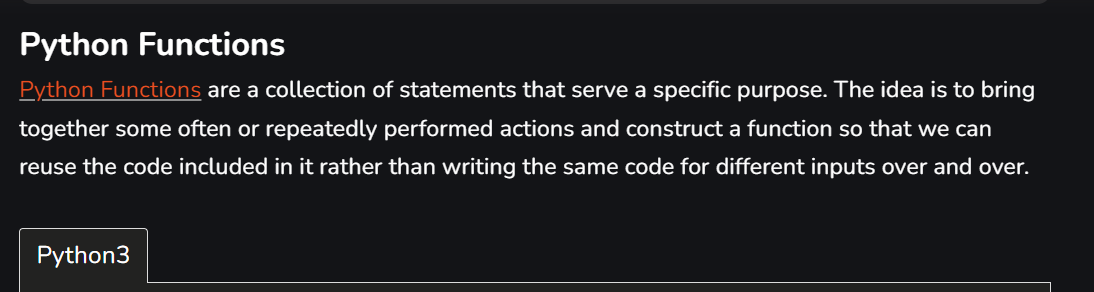 Python Functions
Python Functions are a collection of statements that serve a specific purpose. The idea is to bring
together some often or repeatedly performed actions and construct a function so that we can
reuse the code included in it rather than writing the same code for different inputs over and over.
Python3